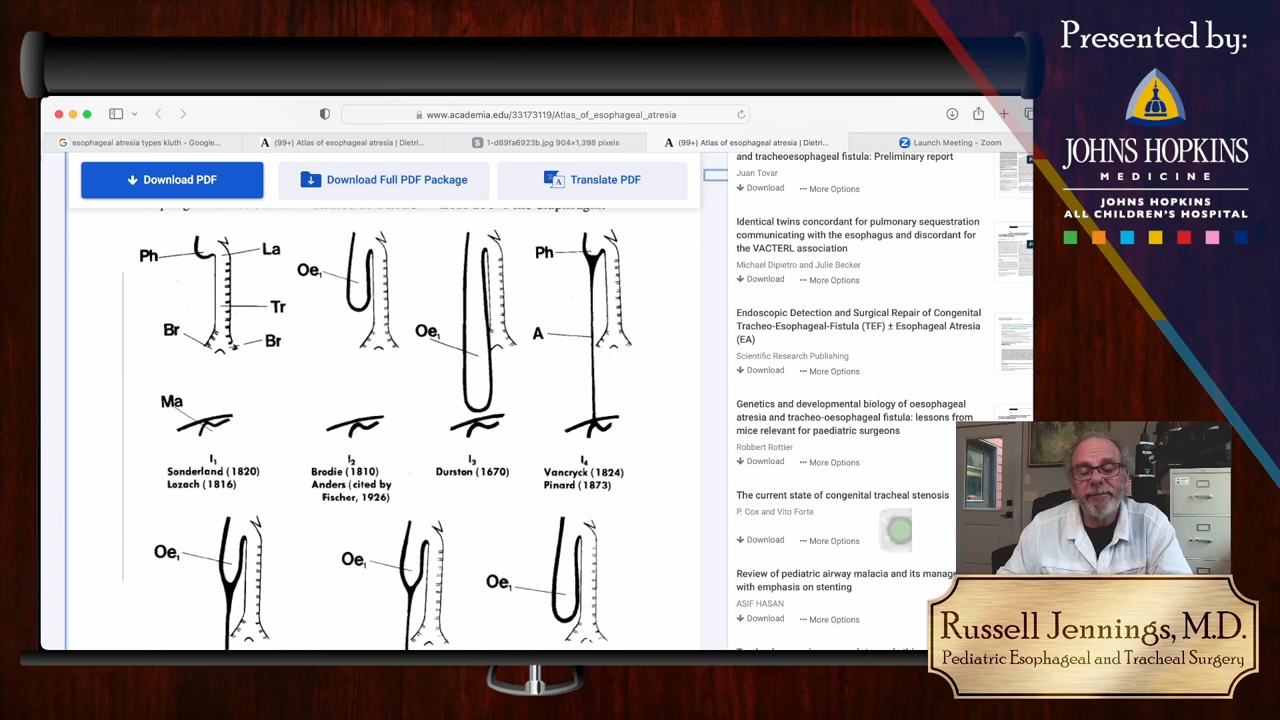 Presented by:
JOHNS HOPKINS
MEDICINE
JOHNS HOPKINS
ALL CHILDREN'S HOSPITAL
www.academia.edu/33173119/Atlas_of_esophageal_atresia
esophageal atresia types kluth - Google...
(99+) Atlas of esophageal atresia | Dietri...
1-d89fa6923b.jpg 904×1,398 pixels
(99+) Atlas of esophageal atresia | Dietri...
Launch Meeting - Zoom
Download PDF
Download Full PDF Package
Translate PDF
Ph
La
Tr
Br
Br
Ma
Oe₁
Oe₁
Ph
A
I₁
Sonderland (1820)
Lozach (1816)
I₂
Brodie (1810)
Anders (cited by
Fischer, 1926)
I₃
Durston (1670)
I₄
Vancryck (1824)
Pinard (1873)
Oe₁
Oe₁
Oe₁
and tracheoesophageal fistula: Preliminary report
Juan Tovar
Download
••• More Options
Identical twins concordant for pulmonary sequestration
communicating with the esophagus and discordant for
the VACTERL association
Michael Dipietro and Julie Becker
Download
••• More Options
Endoscopic Detection and Surgical Repair of Congenital
Tracheo-Esophageal-Fistula (TEF) ± Esophageal Atresia
(EA)
Scientific Research Publishing
Download
••• More Options
Genetics and developmental biology of oesophageal
atresia and tracheo-oesophageal fistula: lessons from
mice relevant for paediatric surgeons
Robbert Rottier
Download
••• More Options
The current state of congenital tracheal stenosis
P. Cox and Vito Forte
Download
••• More Options
Review of pediatric airway malacia and its mana
with emphasis on stenting
ASIF HASAN
Download
••• More Options
Russell Jennings, M.D.
Pediatric Esophageal and Tracheal Surgery